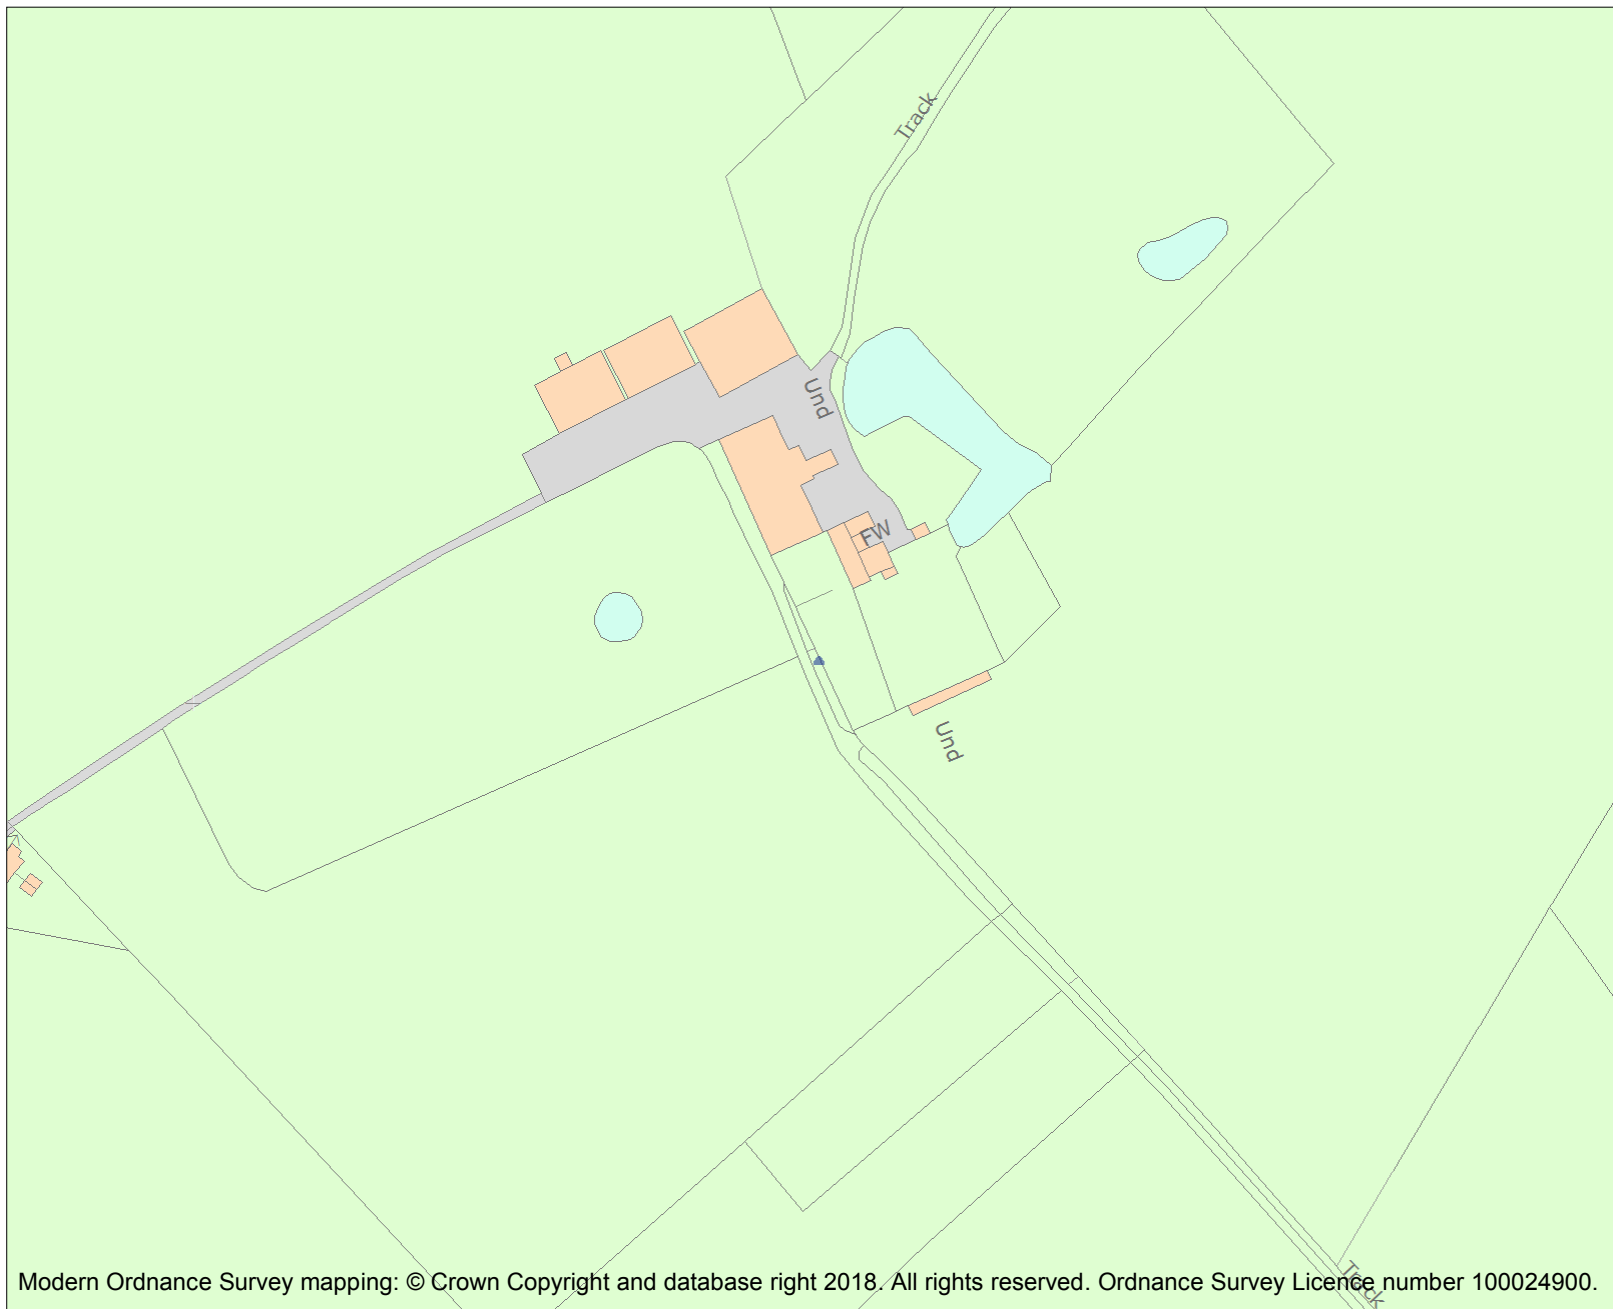 Track
Und
FW
Und
Track
Modern Ordnance Survey mapping: © Crown Copyright and database right 2018. All rights reserved. Ordnance Survey Licence number 100024900.